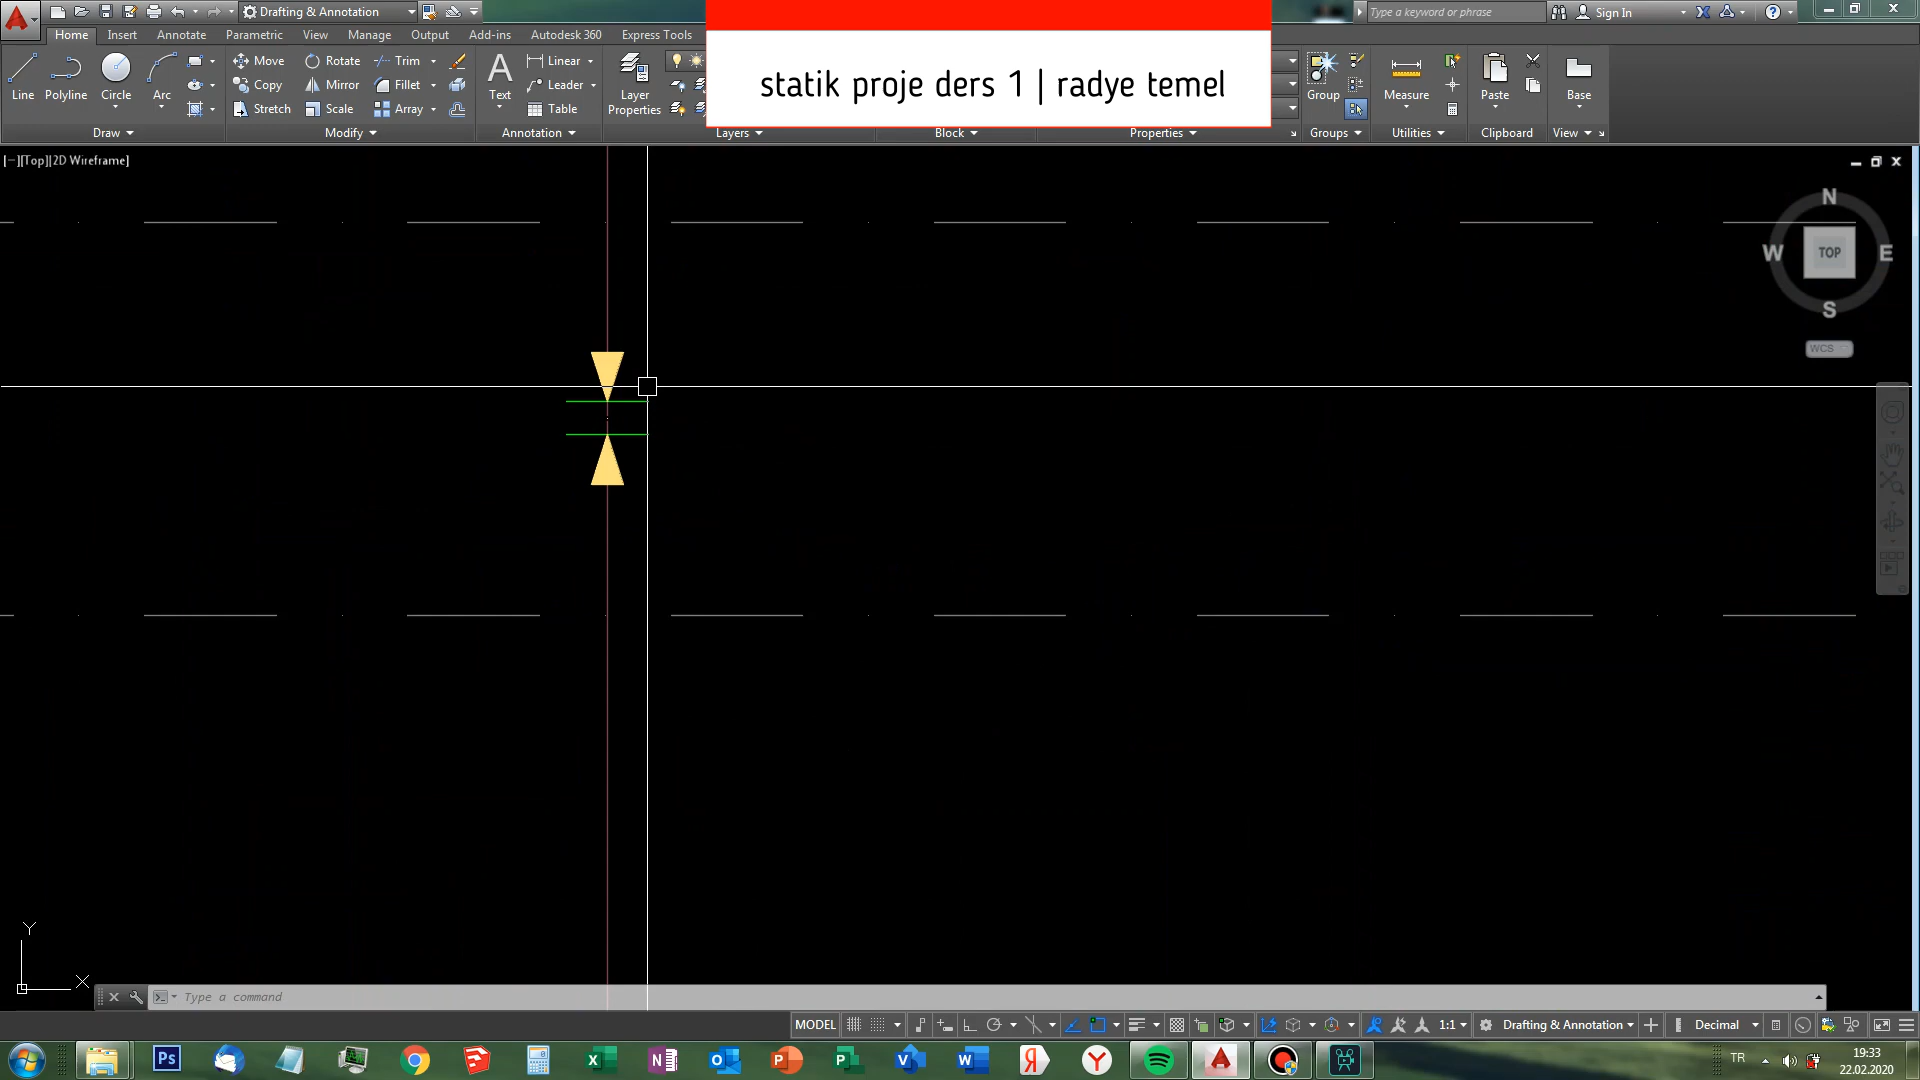 Drafting & Annotation
Type a keyword or phrase
Sign In
Home
Insert
Annotate
Parametric
View
Manage
Output
Add-ins
Autodesk 360
Express Tools
statik proje ders 1 | radye temel
Line
Polyline
Circle
Arc
Move
Rotate
Trim
Copy
Mirror
Fillet
Stretch
Scale
Array
Text
Linear
Leader
Table
Layer
Properties
Group
Measure
Paste
Base
Draw
Modify
Annotation
Layers
Block
Properties
Groups
Utilities
Clipboard
View
[−][Top][2D Wireframe]
N
W
TOP
E
S
WCS
Y
X
Type a command
MODEL
1:1
Drafting & Annotation
Decimal
Ps
TR
19:33
22.02.2020